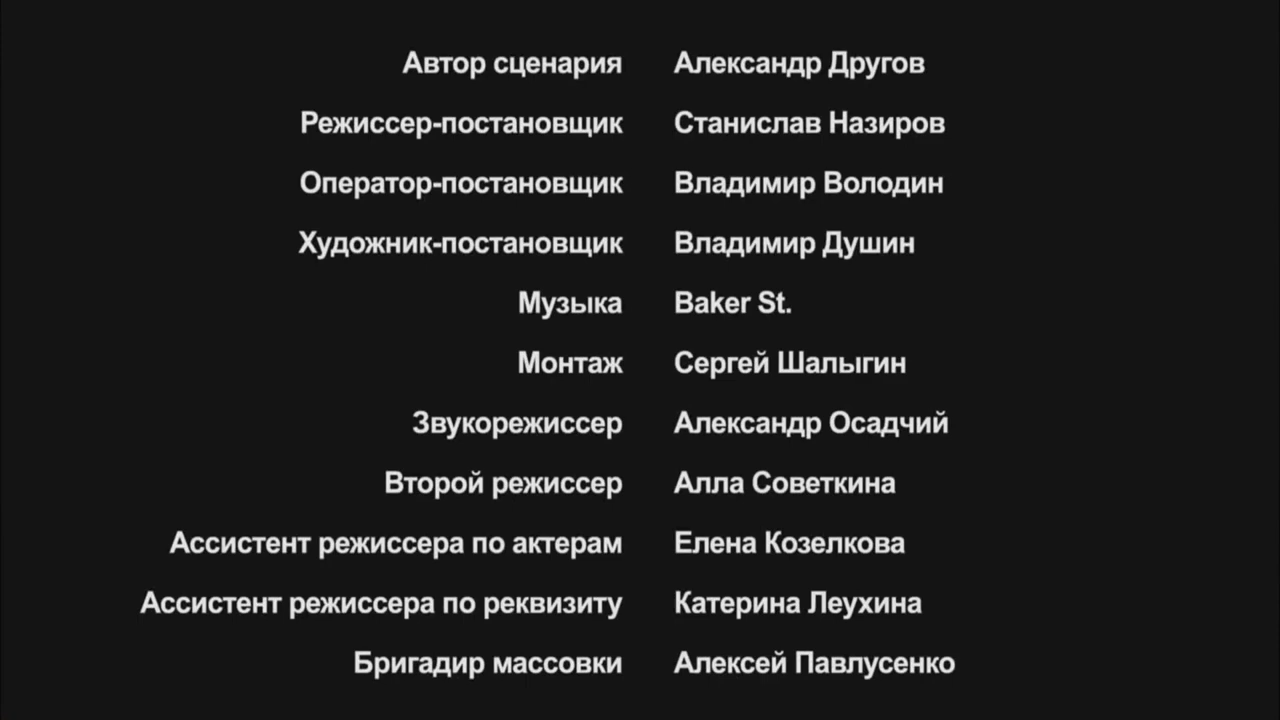 Автор сценария Александр Другов
Режиссер-постановщик Станислав Назиров
Оператор-постановщик Владимир Володин
Художник-постановщик Владимир Душин
Музыка Baker St.
Монтаж Сергей Шалыгин
Звукорежиссер Александр Осадчий
Второй режиссер Алла Советкина
Ассистент режиссера по актерам Елена Козелкова
Ассистент режиссера по реквизиту Катерина Леухина
Бригадир массовки Алексей Павлусенко